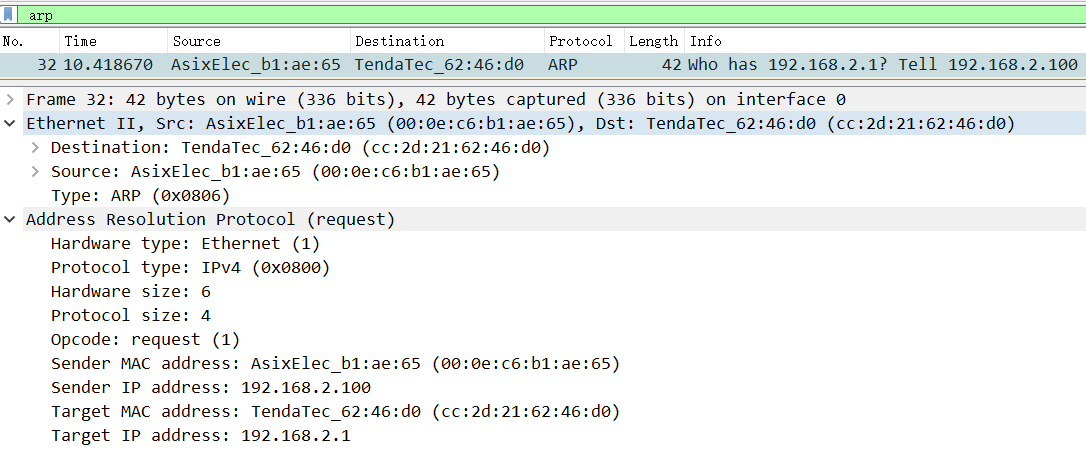 arp
No. Time Source Destination Protocol Length Info
32 10.418670 AsixElec_b1:ae:65 TendaTec_62:46:d0 ARP 42 Who has 192.168.2.1? Tell 192.168.2.100
Frame 32: 42 bytes on wire (336 bits), 42 bytes captured (336 bits) on interface 0
Ethernet II, Src: AsixElec_b1:ae:65 (00:0e:c6:b1:ae:65), Dst: TendaTec_62:46:d0 (cc:2d:21:62:46:d0)
Destination: TendaTec_62:46:d0 (cc:2d:21:62:46:d0)
Source: AsixElec_b1:ae:65 (00:0e:c6:b1:ae:65)
Type: ARP (0x0806)
Address Resolution Protocol (request)
Hardware type: Ethernet (1)
Protocol type: IPv4 (0x0800)
Hardware size: 6
Protocol size: 4
Opcode: request (1)
Sender MAC address: AsixElec_b1:ae:65 (00:0e:c6:b1:ae:65)
Sender IP address: 192.168.2.100
Target MAC address: TendaTec_62:46:d0 (cc:2d:21:62:46:d0)
Target IP address: 192.168.2.1